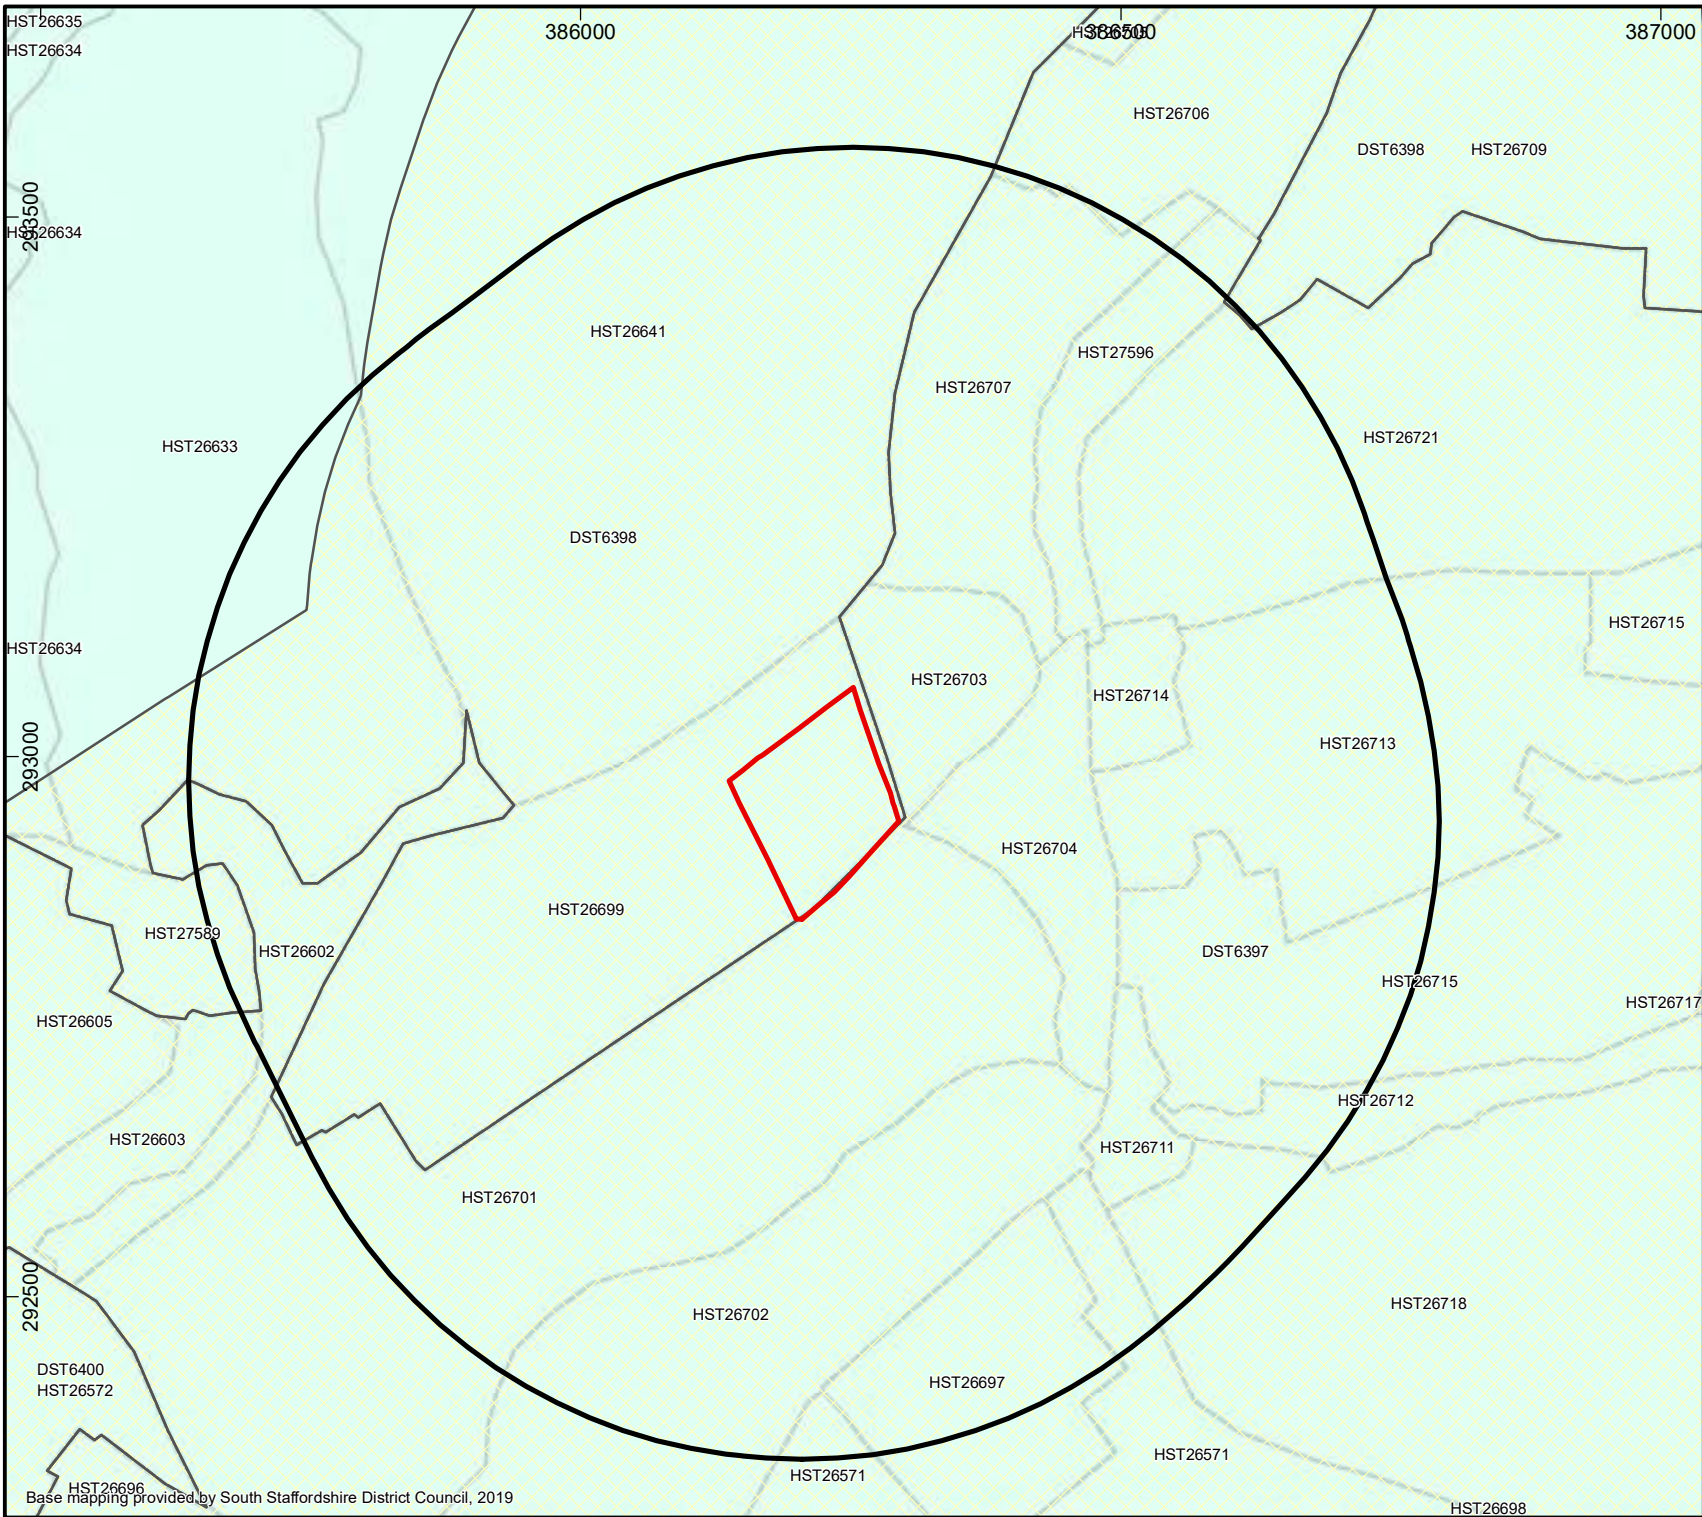 HST26635
386000
386500
387000
HST26634
HST26706
DST6398
HST26709
293500
HST26634
HST26641
HST27596
HST26707
HST26721
HST26633
DST6398
HST26715
HST26634
HST26703
HST26714
HST26713
293000
HST26704
HST26699
HST27589
HST26602
DST6397
HST26715
HST26717
HST26605
HST26712
HST26603
HST26711
HST26701
292500
HST26702
HST26718
DST6400
HST26572
HST26697
HST26571
HST26571
HST26696
Base mapping provided by South Staffordshire District Council, 2019
HST26698